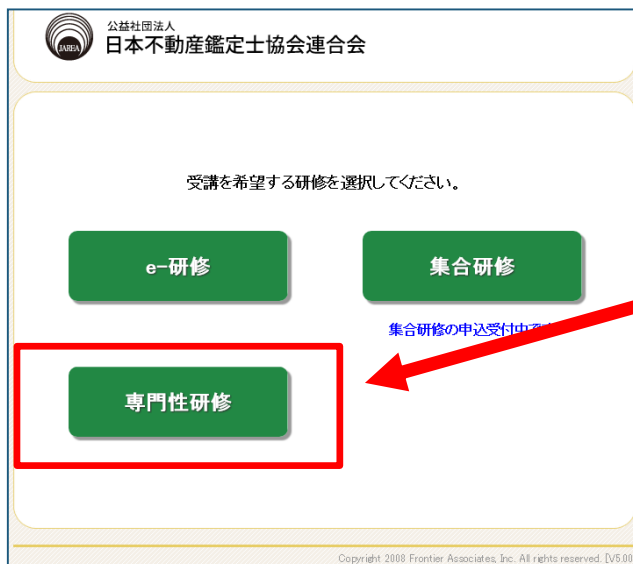 公益社団法人
JAREA
日本不動産鑑定士協会連合会
受講を希望する研修を選択してください。
e-研修
集合研修
集合研修の申込受付中で
専門性研修
Copyright 2008 Frontier Associates, Inc. All rights reserved. [V5.00